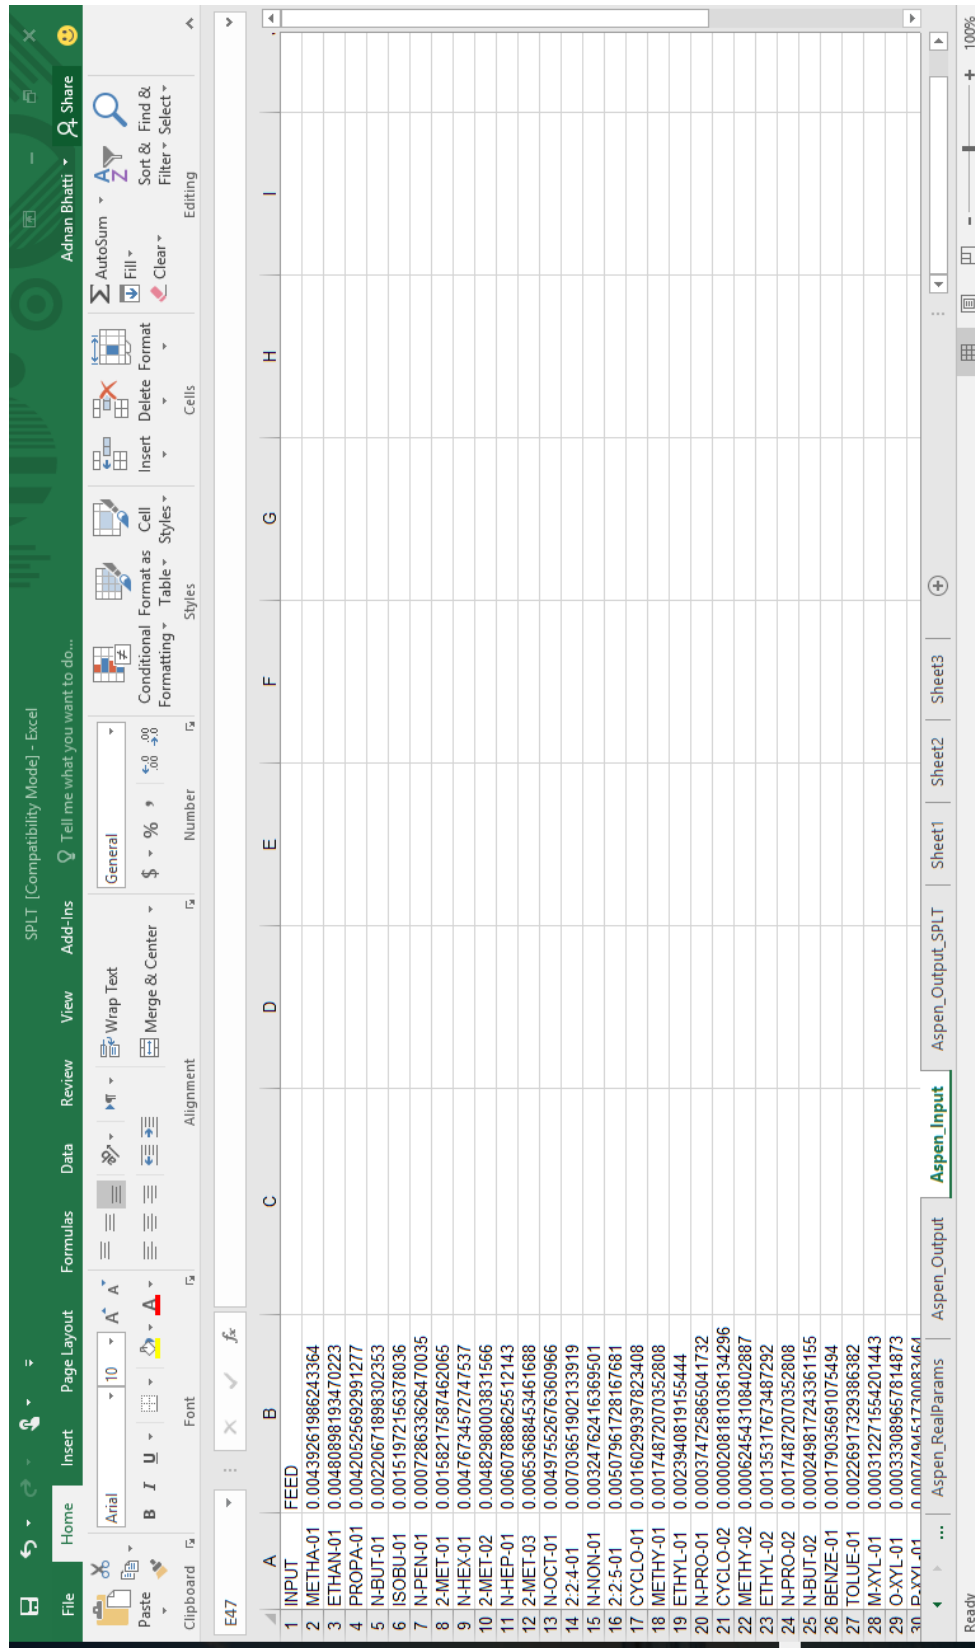 SPLT [Compatibility Mode] - Excel
Adnan Bhatti
Share
File Home Insert Page Layout Formulas Data Review View Add-Ins Tell me what you want to do...
Paste
Arial 10
B I U
Wrap Text
Merge & Center
General
$ % ,
Conditional Formatting
Format as Table
Cell Styles
Insert Delete Format
AutoSum
Fill
Clear
Sort & Filter
Find & Select
Clipboard Font Alignment Number Styles Cells Editing
E47 fx
A B C D E F G H I
1 INPUT FEED
2 METHA-01 0.00439261986243364
3 ETHAN-01 0.00480898193470223
4 PROPA-01 0.00420525692991277
5 N-BUT-01 0.00220671898302353
6 ISOBU-01 0.00151972156378036
7 N-PEN-01 0.000728633626470035
8 2-MET-01 0.00158217587462065
9 N-HEX-01 0.00476734572747537
10 2-MET-02 0.00482980003831566
11 N-HEP-01 0.00607888625512143
12 2-MET-03 0.00653688453461688
13 N-OCT-01 0.00497552676360966
14 2:2:4-01 0.00703651902133919
15 N-NON-01 0.00324762416369501
16 2:2:5-01 0.00507961728167681
17 CYCLO-01 0.00160299397823408
18 METHY-01 0.00174872070352808
19 ETHYL-01 0.0023940819155444
20 N-PRO-01 0.000374725865041732
21 CYCLO-02 0.0000208181036134296
22 METHY-02 0.000624543108402887
23 ETHYL-02 0.00135317673487292
24 N-PRO-02 0.00174872070352808
25 N-BUT-02 0.000249817243361155
26 BENZE-01 0.0017903569107 5494
27 TOLUE-01 0.00226917329386382
28 M-XYL-01 0.000312271554201443
29 O-XYL-01 0.000333089657814873
30 P-XYL-01 0.000749451730083464
... Aspen_RealParams Aspen_Output Aspen_Input Aspen_Output_SPLT Sheet1 Sheet2 Sheet3
Ready
100%